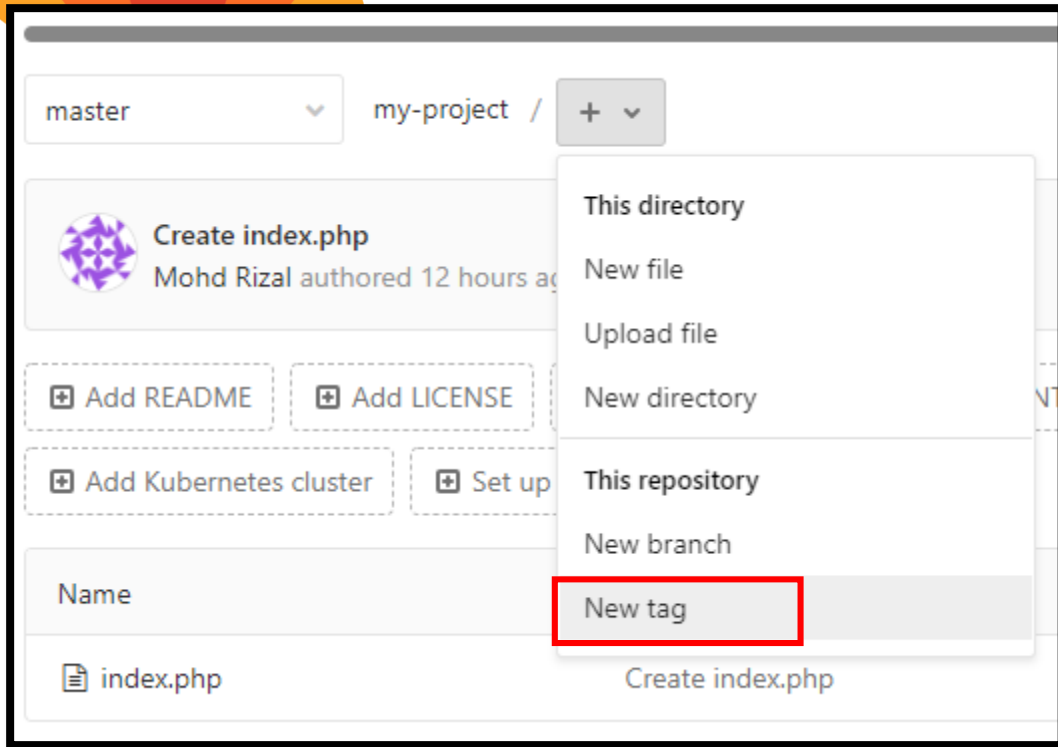 master
my-project / +
Create index.php
Mohd Rizal authored 12 hours
Add README
Add LICENSE
Add Kubernetes cluster
Set up
This directory
New file
Upload file
New directory
This repository
New branch
New tag
Name
index.php
Create index.php